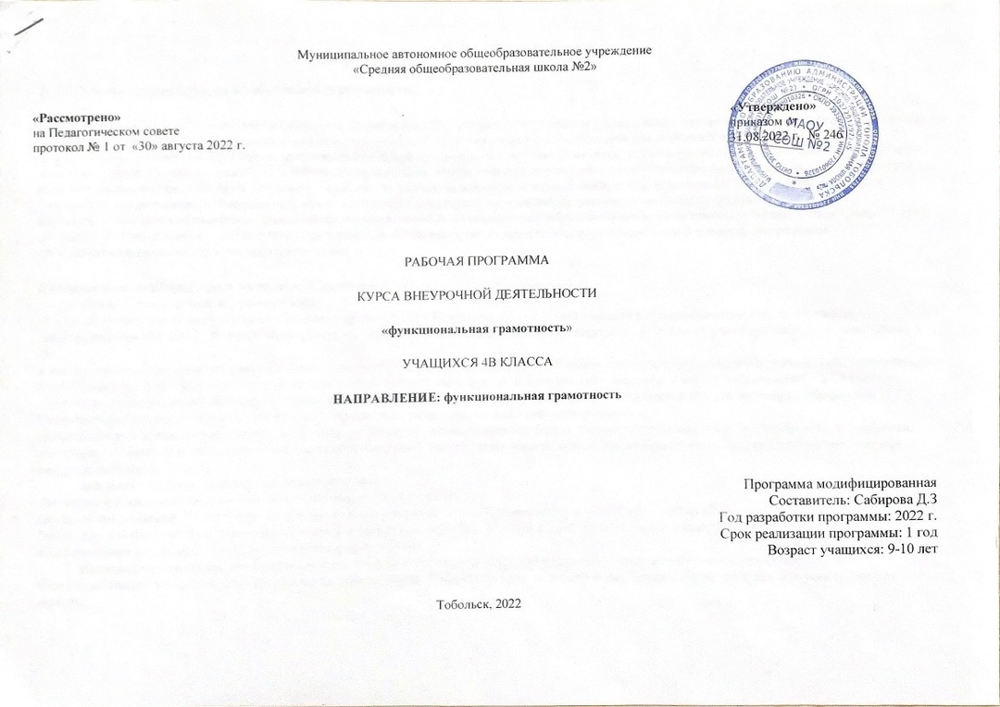 Муниципальное автономное общеобразовательное учреждение
«Средняя общеобразовательная школа №2»
«Рассмотрено»
на Педагогическом совете
протокол № 1 от «30» августа 2022 г.
«Утверждено»
приказом от
31.08.2022 г. № 246
МАОУ
СОШ №2
РАБОЧАЯ ПРОГРАММА
КУРСА ВНЕУРОЧНОЙ ДЕЯТЕЛЬНОСТИ
«функциональная грамотность»
УЧАЩИХСЯ 4В КЛАССА
НАПРАВЛЕНИЕ: функциональная грамотность
Программа модифицированная
Составитель: Сабирова Д.З
Год разработки программы: 2022 г.
Срок реализации программы: 1 год
Возраст учащихся: 9-10 лет
Тобольск, 2022